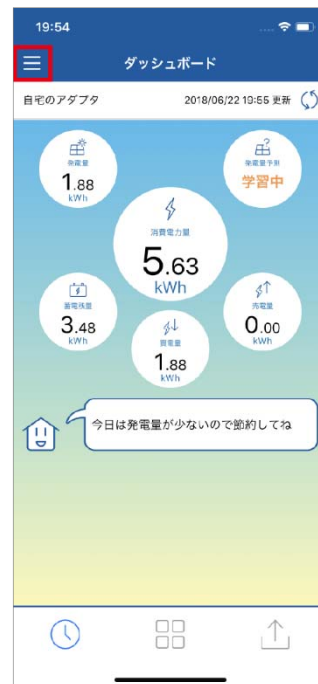 19:54
ダッシュボード
自宅のアダプタ
2018/06/22 19:55 更新
発電量
1.88
kWh
発電量予測
学習中
消費電力量
5.63
kWh
蓄電残量
3.48
kWh
売電量
0.00
kWh
買電量
1.88
kWh
今日は発電量が少ないので節約してね